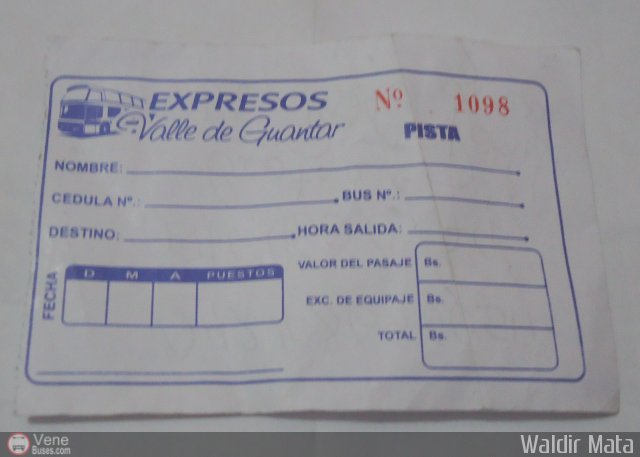 EXPRESOS Nº 1098
Valle de Guantar PISTA
NOMBRE:
CEDULA Nº.: BUS Nº.:
DESTINO: HORA SALIDA:
FECHA D M A PUESTOS
VALOR DEL PASAJE Bs.
EXC. DE EQUIPAJE Bs.
TOTAL Bs.
Vene
Buses.com
Waldir Mata